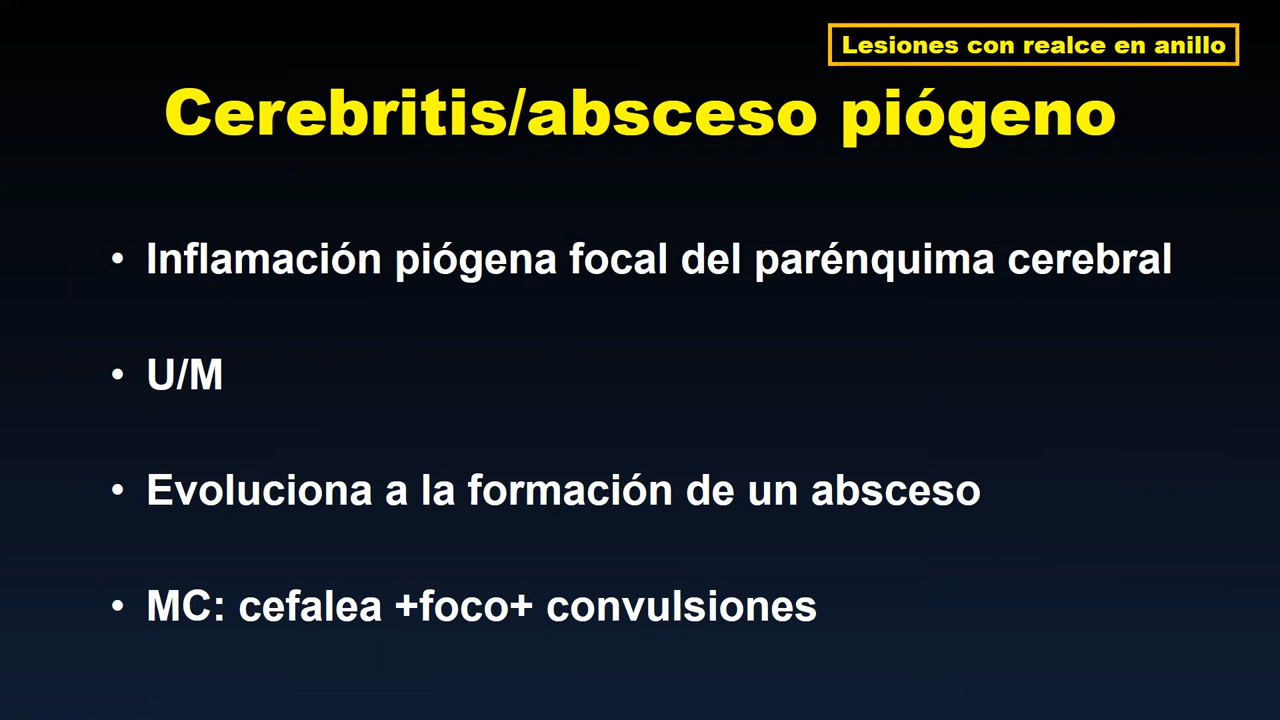 Lesiones con realce en anillo
Cerebritis/absceso piógeno
• Inflamación piógena focal del parénquima cerebral
• U/M
• Evoluciona a la formación de un absceso
• MC: cefalea +foco+ convulsiones